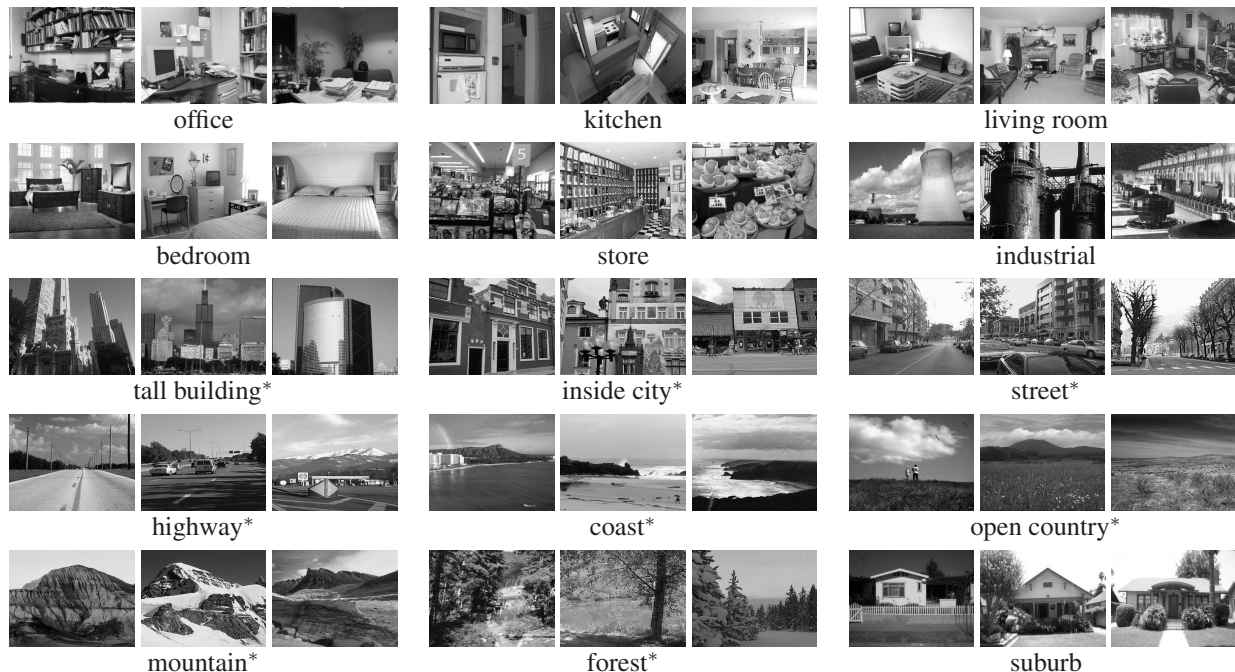 office
kitchen
living room
bedroom
5
store
industrial
tall building*
inside city*
street*
highway*
coast*
open country*
mountain*
forest*
suburb